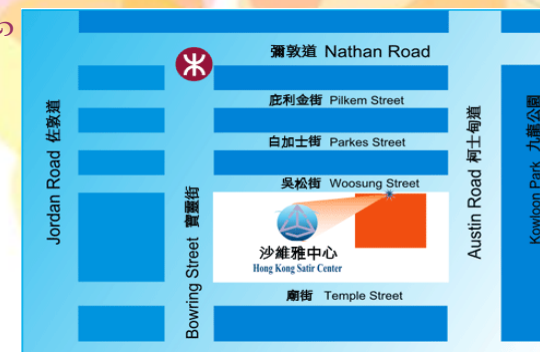 彌敦道 Nathan Road
庇利金街 Pilkem Street
白加士街 Parkes Street
吳松街 Woosung Street
沙維雅中心
Hong Kong Satir Center
廟街 Temple Street
Jordan Road 佐敦道
Bowring Street 寶靈街
Austin Road 柯士甸道
Kowloon Park 九龍公園